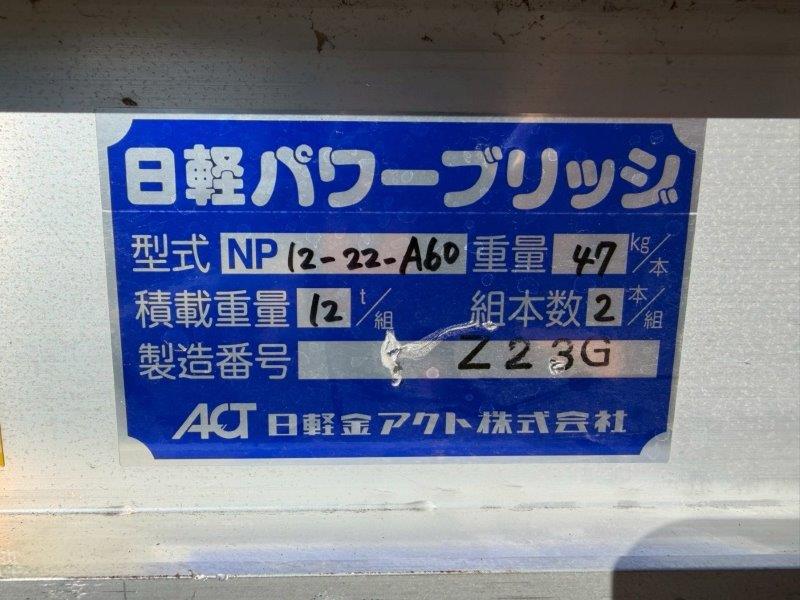 日軽パワーブリッジ
型式 NP 12-22-A60 重量 47 kg/本
積載重量 12 t/組 組本数 2 本/組
製造番号 Z23G
ACT 日軽金アクト株式会社